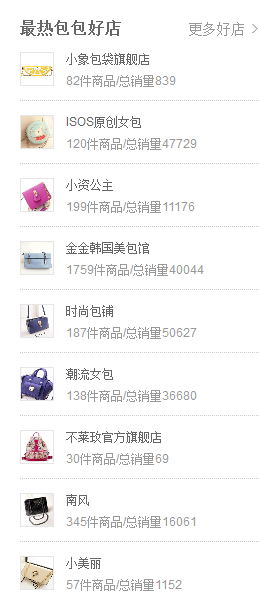 最热包包好店 更多好店 >
小象包袋旗舰店
82件商品/总销量839
ISOS原创女包
120件商品/总销量47729
小资公主
199件商品/总销量11176
金金韩国美包馆
1759件商品/总销量40044
时尚包铺
187件商品/总销量50627
潮流女包
138件商品/总销量36680
不莱玫官方旗舰店
30件商品/总销量69
南风
345件商品/总销量16061
小美丽
57件商品/总销量1152